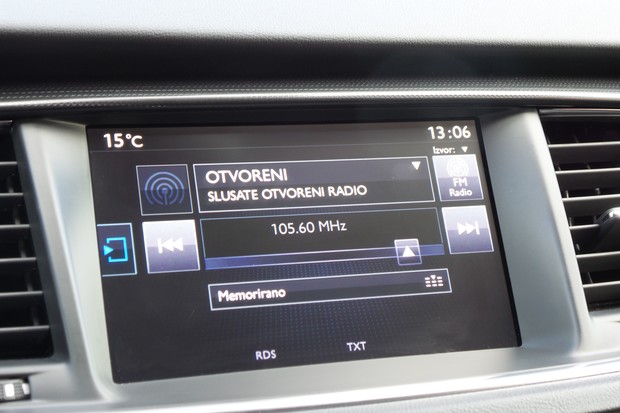 15°C
13:06
Izvor:
OTVORENI
SLUSATE OTVORENI RADIO
FM
Radio
105.60 MHz
Memorirano
RDS
TXT